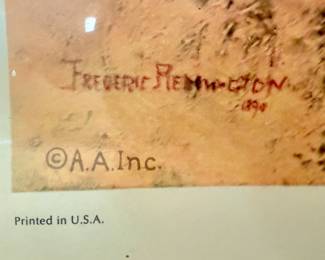 FREDERIC REMINGTON
1890
©A.A.Inc.
Printed in U.S.A.